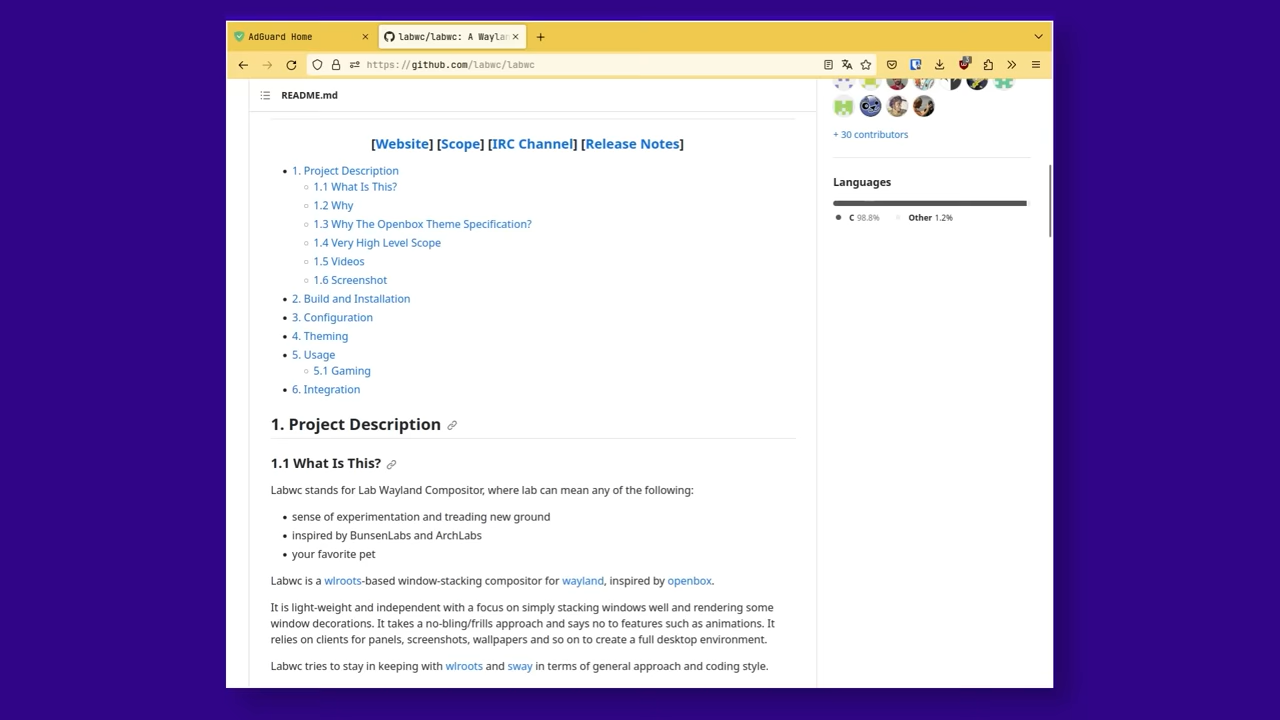 AdGuard Home
labwc/labwc: A Wayla
https://github.com/labwc/labwc
README.md
[Website] [Scope] [IRC Channel] [Release Notes]
1. Project Description
1.1 What Is This?
1.2 Why
1.3 Why The Openbox Theme Specification?
1.4 Very High Level Scope
1.5 Videos
1.6 Screenshot
2. Build and Installation
3. Configuration
4. Theming
5. Usage
5.1 Gaming
6. Integration
1. Project Description
1.1 What Is This?
Labwc stands for Lab Wayland Compositor, where lab can mean any of the following:
sense of experimentation and treading new ground
inspired by BunsenLabs and ArchLabs
your favorite pet
Labwc is a wlroots-based window-stacking compositor for wayland, inspired by openbox.
It is light-weight and independent with a focus on simply stacking windows well and rendering some
window decorations. It takes a no-bling/frills approach and says no to features such as animations. It
relies on clients for panels, screenshots, wallpapers and so on to create a full desktop environment.
Labwc tries to stay in keeping with wlroots and sway in terms of general approach and coding style.
+ 30 contributors
Languages
C 98.8% Other 1.2%